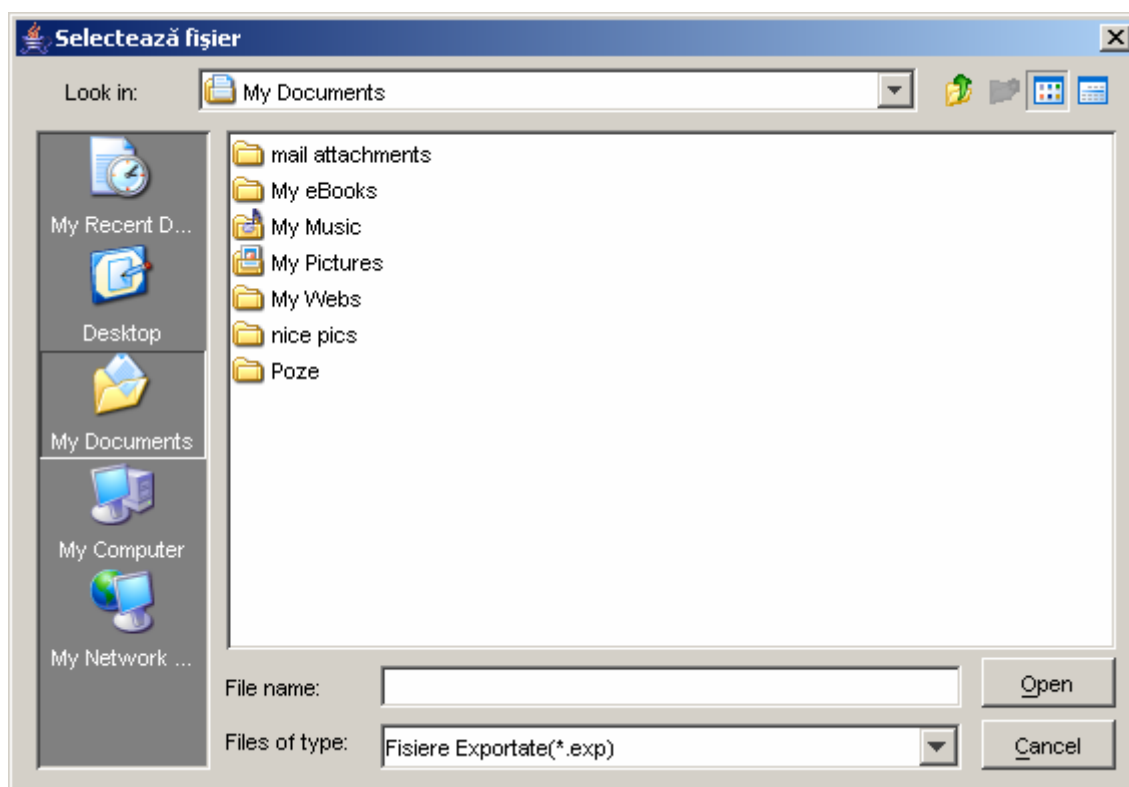 Selectează fişier
Look in:
My Documents
My Recent D...
Desktop
My Documents
My Computer
My Network ...
mail attachments
My eBooks
My Music
My Pictures
My Webs
nice pics
Poze
File name:
Open
Files of type:
Fisiere Exportate(*.exp)
Cancel